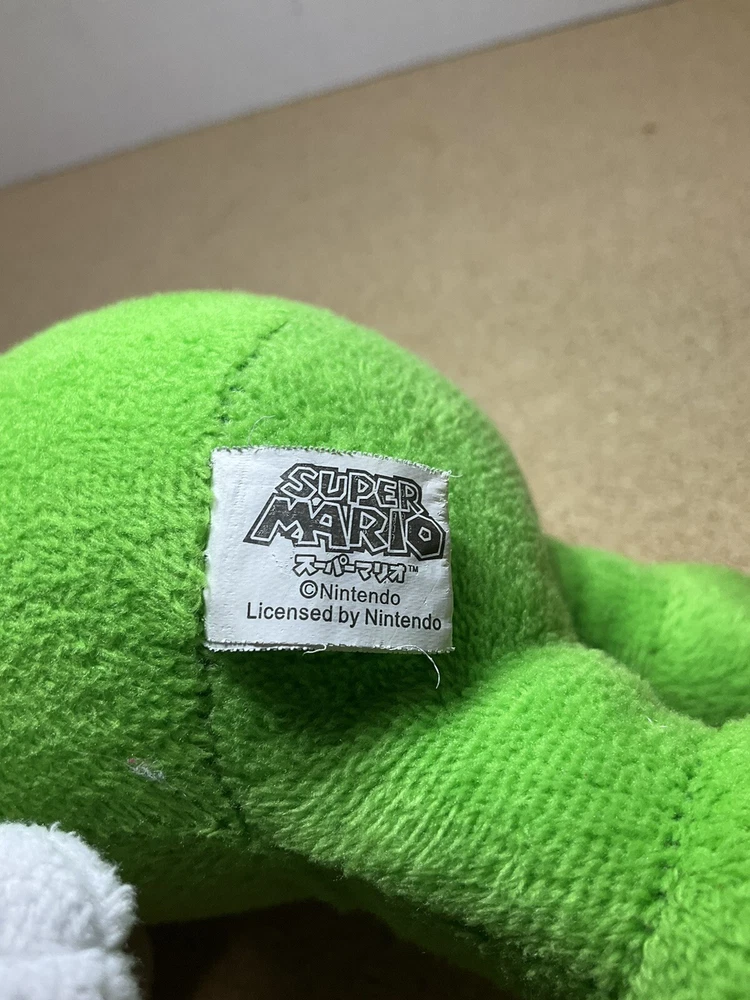 SUPER
MARIO
スーパーマリオ™
©Nintendo
Licensed by Nintendo